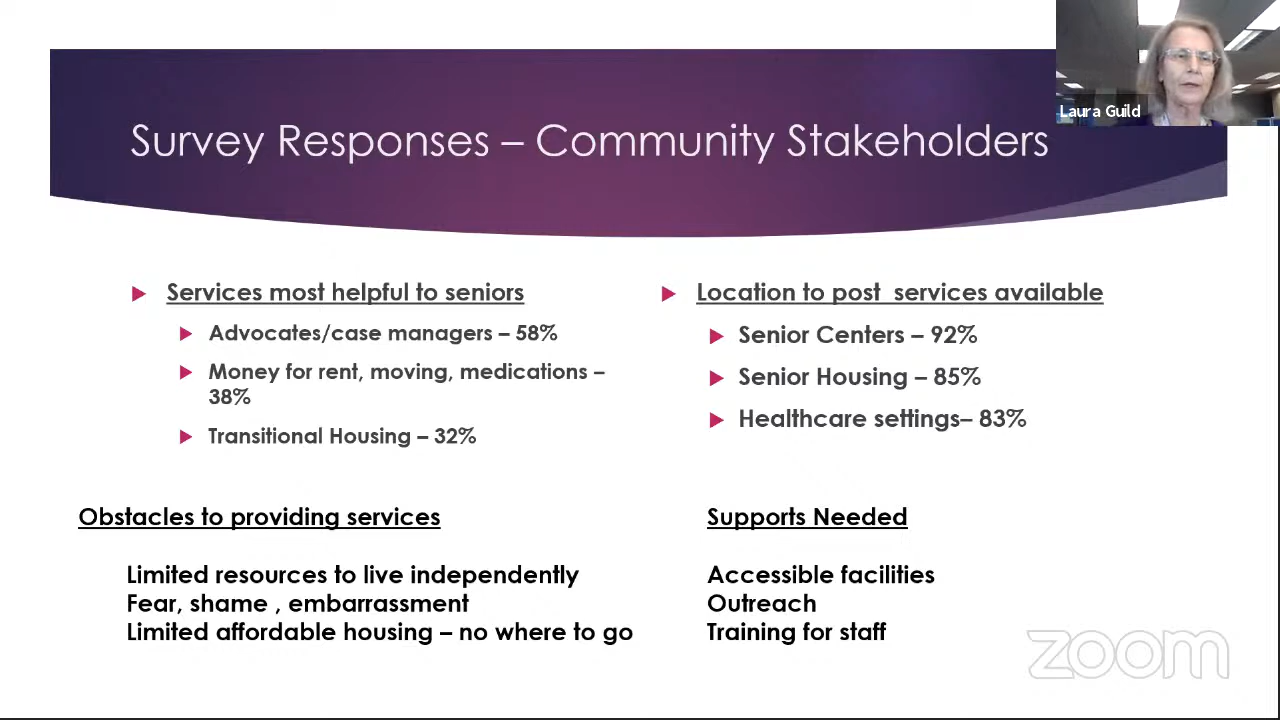 Laura Guild
Survey Responses – Community Stakeholders
Services most helpful to seniors
Advocates/case managers – 58%
Money for rent, moving, medications –
38%
Transitional Housing – 32%
Location to post services available
Senior Centers – 92%
Senior Housing – 85%
Healthcare settings– 83%
Obstacles to providing services
Limited resources to live independently
Fear, shame , embarrassment
Limited affordable housing – no where to go
Supports Needed
Accessible facilities
Outreach
Training for staff
zoom